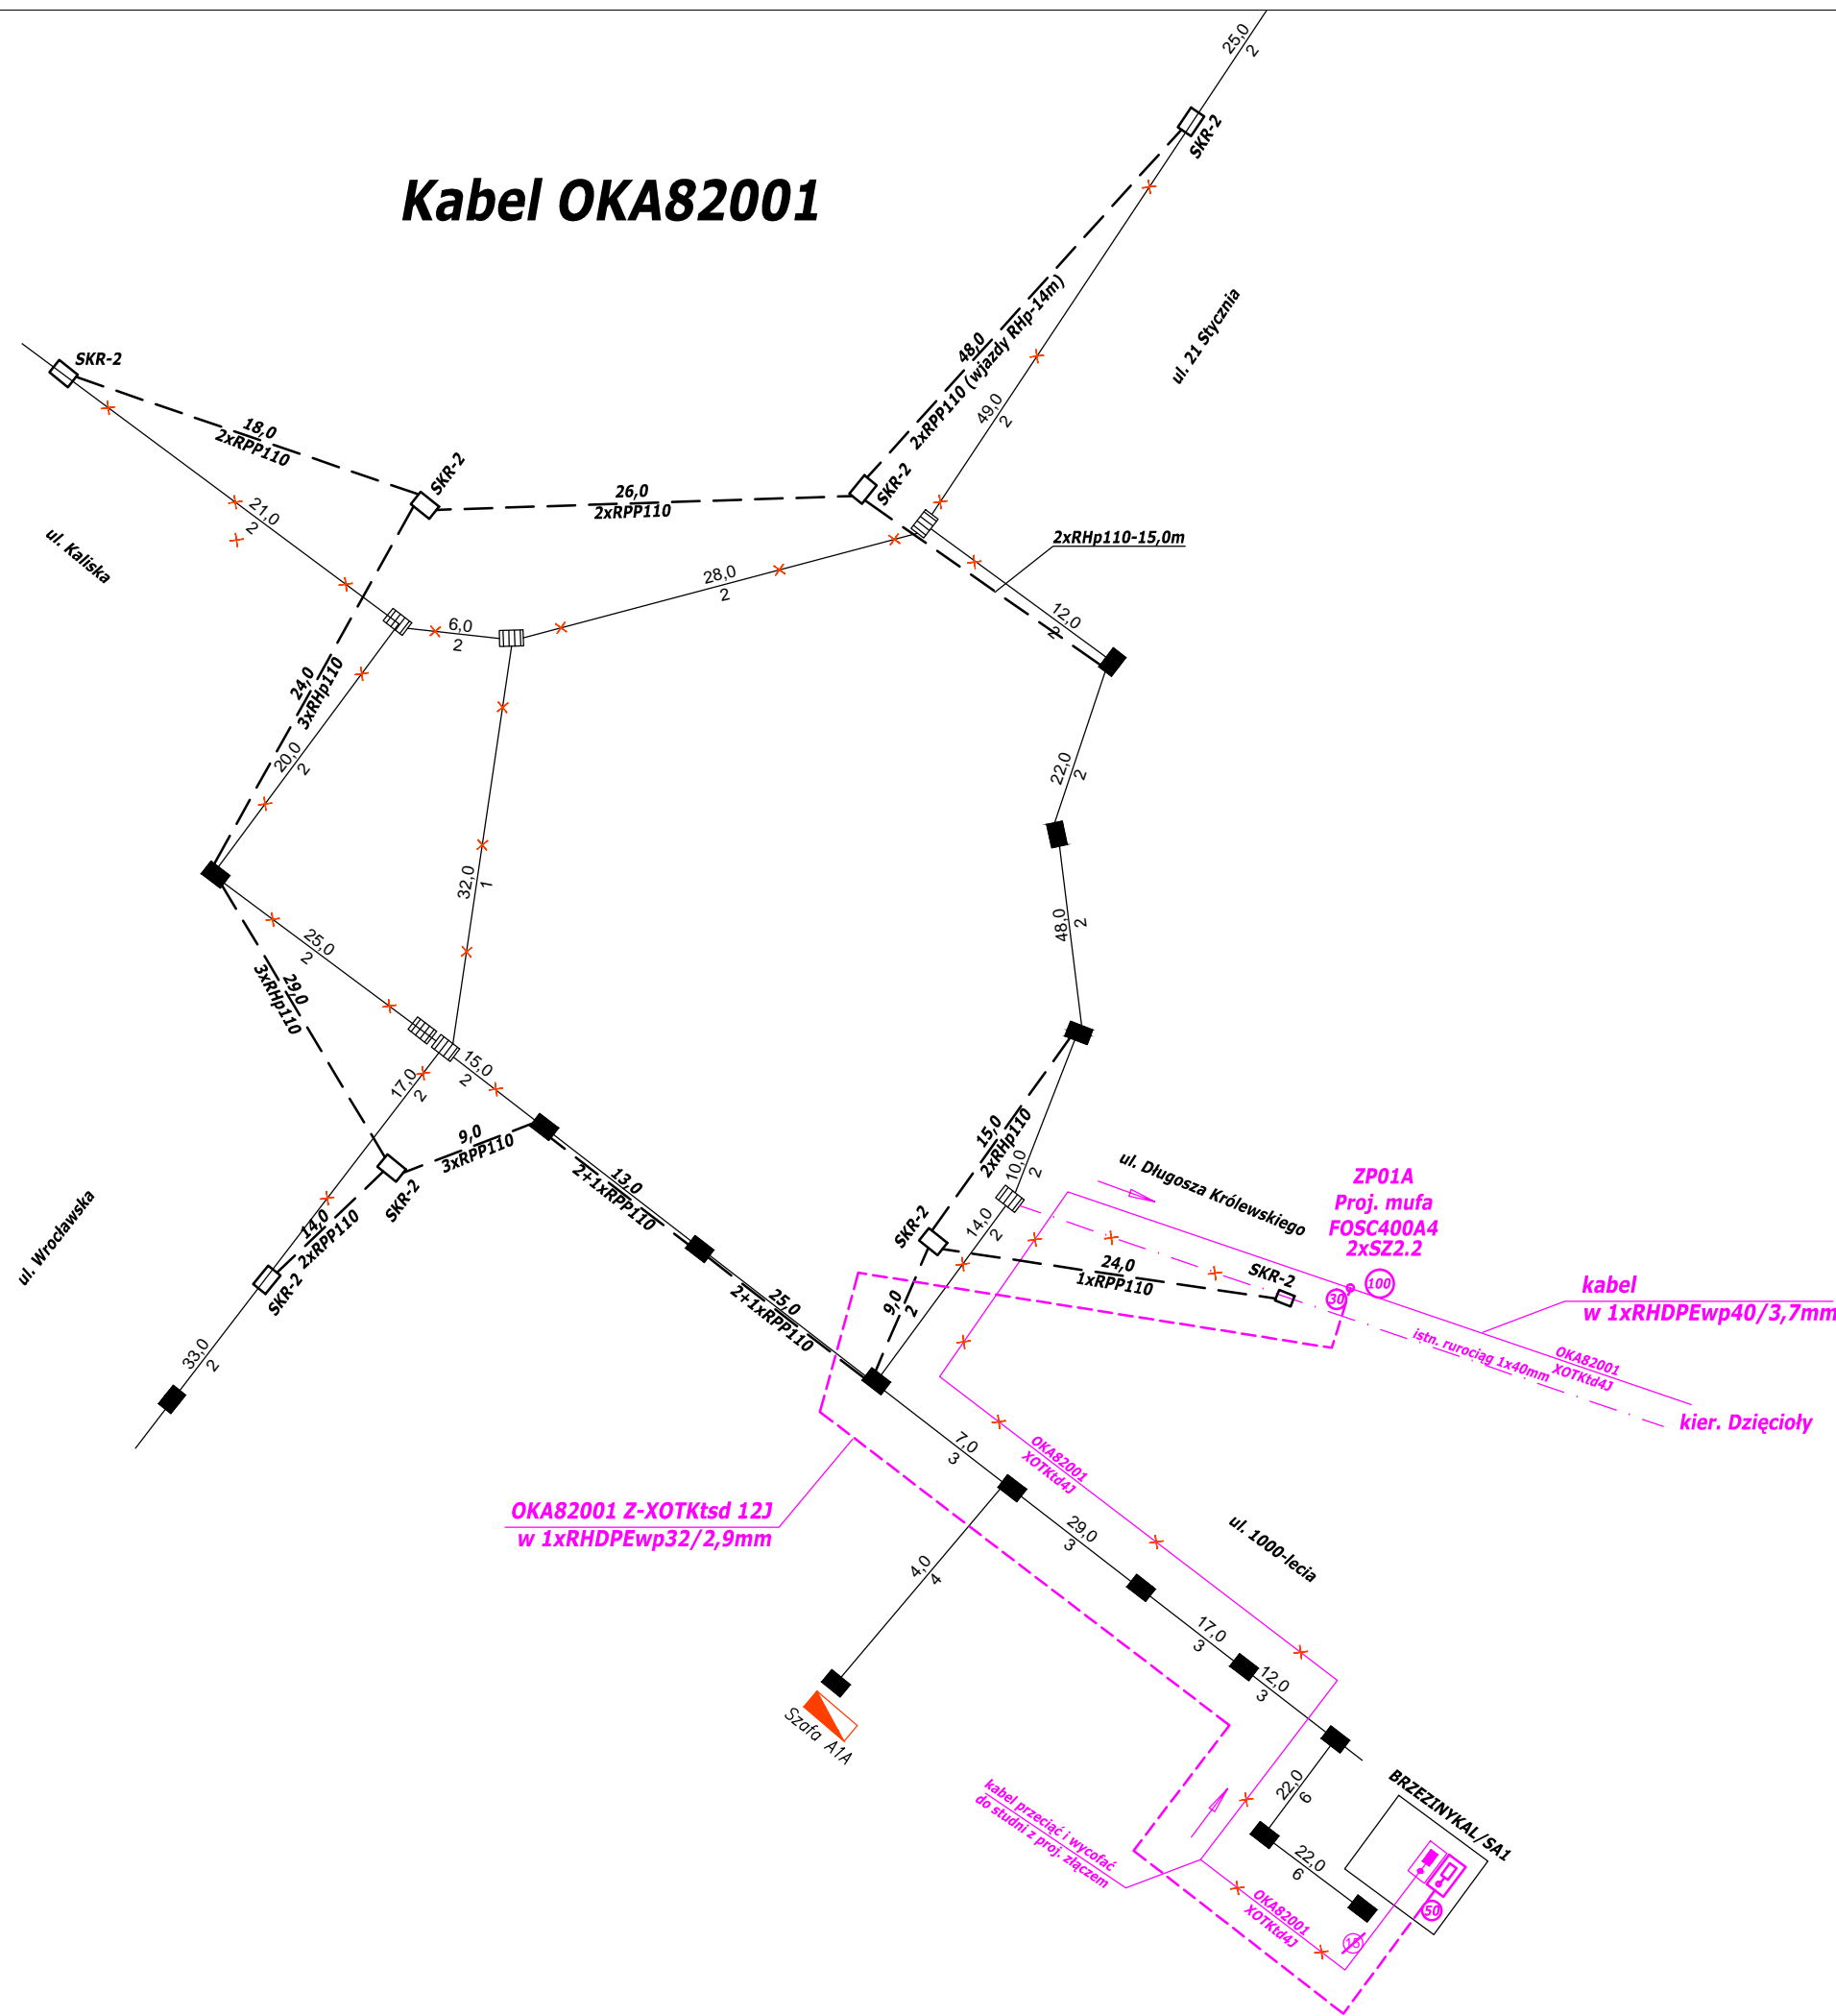 25,0
2
SKR-2
Kabel OKA82001
48,0
2xRPP110 (wjazdy RHp-14m)
ul. 21 Stycznia
SKR-2
49,0
2
18,0
2xRPP110
SKR-2
SKR-2
26,0
2xRPP110
21,0
2
2xRHp110-15,0m
ul. Kaliska
28,0
2
12,0
2
6,0
2
24,0
3xRHp110
20,0
2
22,0
2
32,0
1
48,0
2
25,0
2
29,0
3xRHp110
15,0
2
17,0
2
9,0
3xRPP110
15,0
2xRHp110
10,0
2
ul. Długosza Królewskiego
ZP01A
Proj. mufa
FOSC400A4
2xSZ2.2
SKR-2
13,0
2+1xRPP110
SKR-2
14,0
2
ul. Wrocławska
14,0
2xRPP110
SKR-2
24,0
1xRPP110
SKR-2
30
100
kabel
w 1xRHDPEwp40/3,7mm
25,0
2+1xRPP110
9,0
2
33,0
2
istn. rurociąg 1x40mm
OKA82001
XOTKtd4J
kier. Dzięcioły
7,0
3
OKA82001
XOTKtd4J
OKA82001 Z-XOTKtsd 12J
w 1xRHDPEwp32/2,9mm
29,0
3
ul. 1000-lecia
4,0
4
17,0
3
12,0
3
Szafa A1A
22,0
6
BRZEZINYKAL/SA1
kabel przeciąć i wycofać
do studni z proj. złączem
22,0
6
OKA82001
XOTKtd4J
50
15